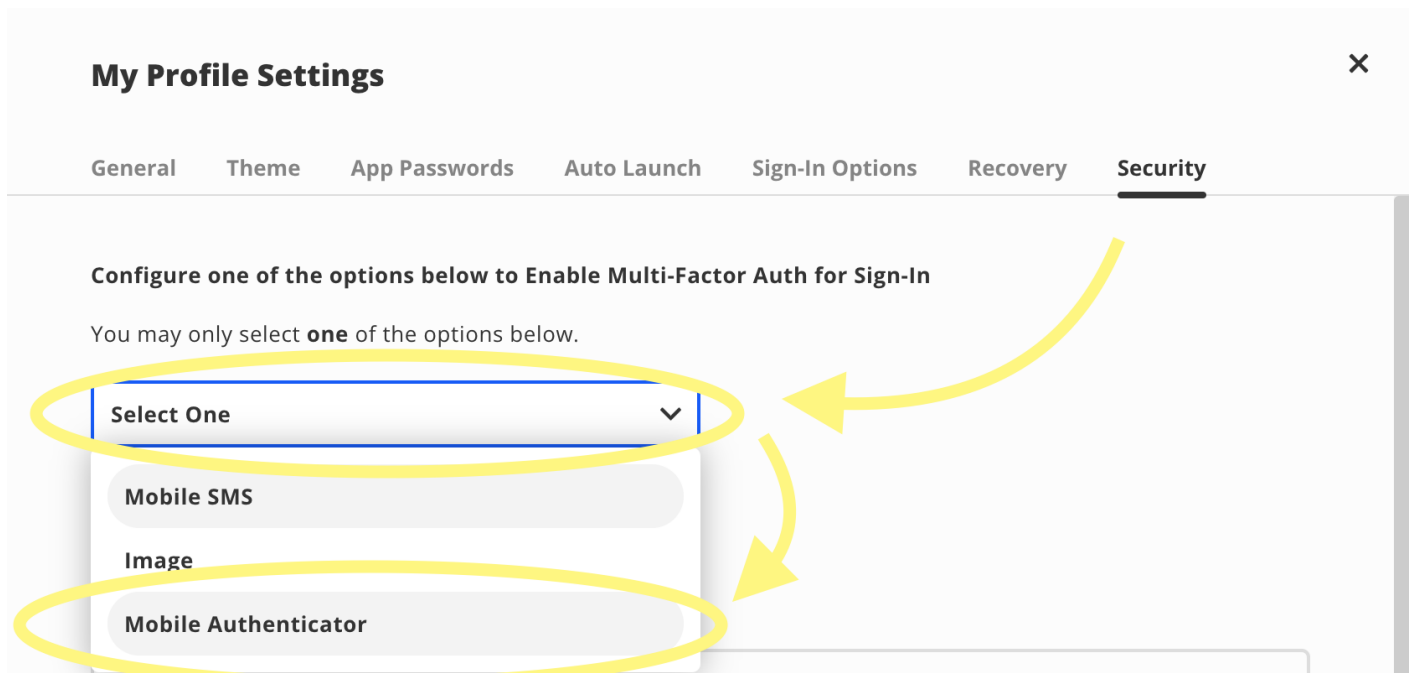 My Profile Settings
General Theme App Passwords Auto Launch Sign-In Options Recovery Security
Configure one of the options below to Enable Multi-Factor Auth for Sign-In
You may only select one of the options below.
Select One
Mobile SMS
Image
Mobile Authenticator